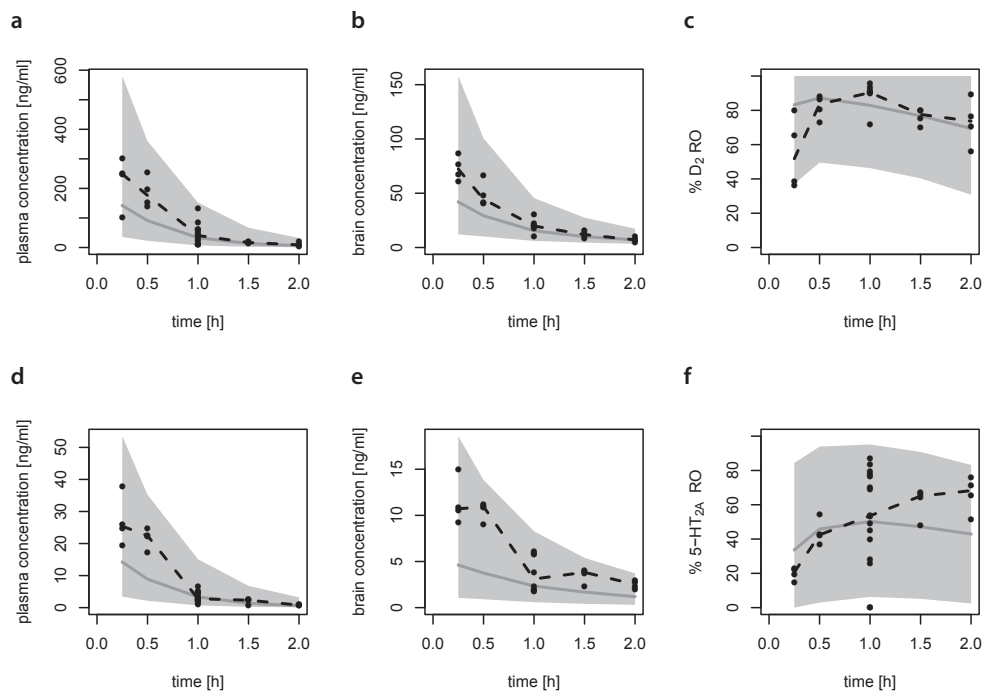 a
plasma concentration [ng/ml]
0
200
400
600
0.0 0.5 1.0 1.5 2.0
time [h]
b
brain concentration [ng/ml]
0
50
100
150
0.0 0.5 1.0 1.5 2.0
time [h]
c
% D2 RO
0
20
40
60
80
0.0 0.5 1.0 1.5 2.0
time [h]
d
plasma concentration [ng/ml]
0
10
20
30
40
50
0.0 0.5 1.0 1.5 2.0
time [h]
e
brain concentration [ng/ml]
0
5
10
15
0.0 0.5 1.0 1.5 2.0
time [h]
f
% 5−HT2A RO
0
20
40
60
80
0.0 0.5 1.0 1.5 2.0
time [h]